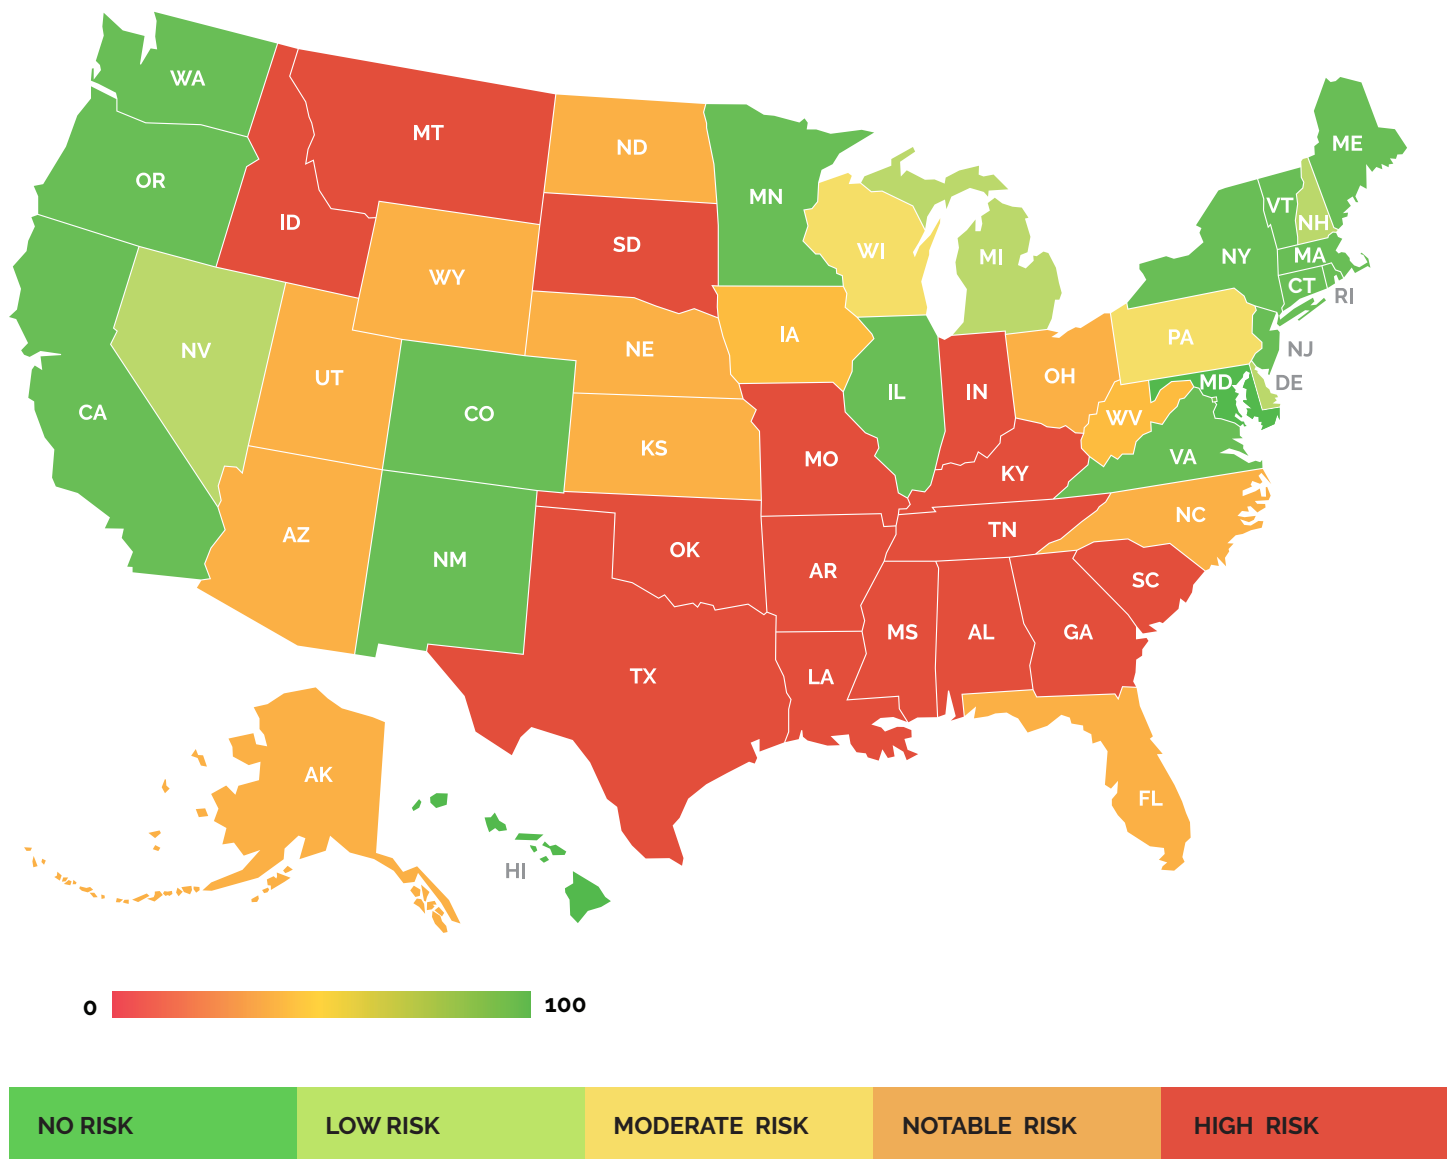 WA
MT
ND
ME
OR
MN
VT
NH
ID
SD
WI
MI
NY
MA
WY
CT
RI
NV
IA
PA
NE
NJ
UT
OH
IN
MD
DE
CA
CO
IL
WV
KS
MO
VA
KY
AZ
NC
NM
OK
TN
AR
SC
MS
AL
GA
TX
LA
AK
FL
HI
0
100
NO RISK
LOW RISK
MODERATE RISK
NOTABLE RISK
HIGH RISK